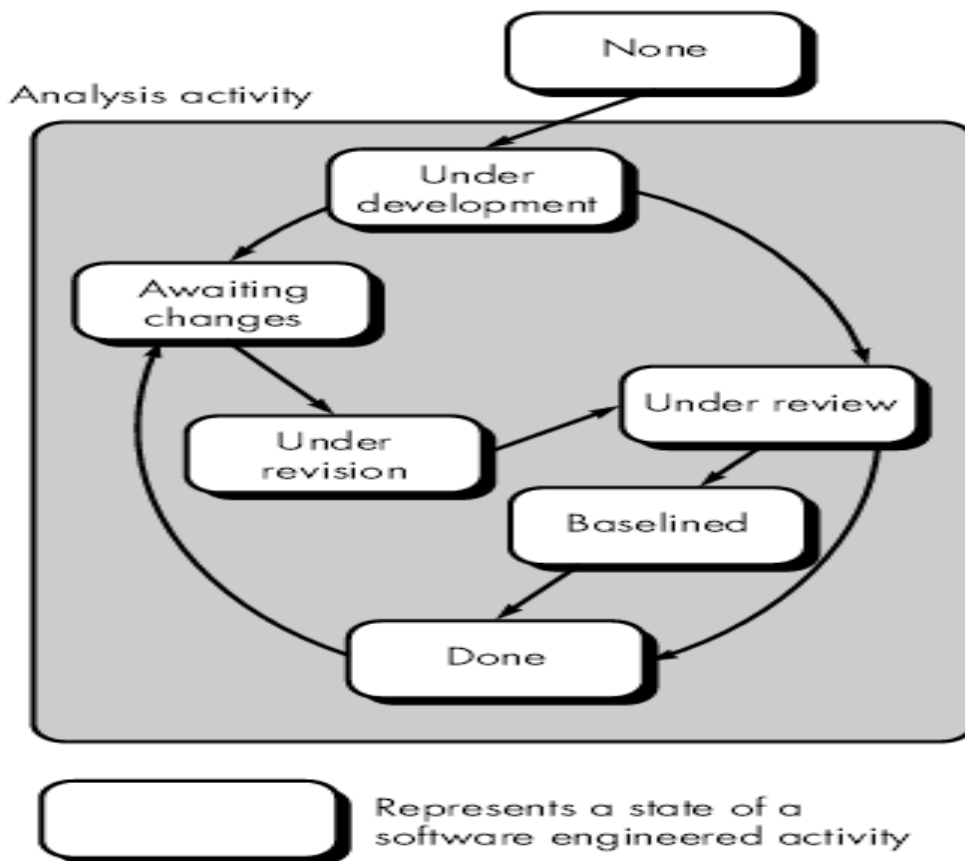 None
Analysis activity
Under
development
Awaiting
changes
Under review
Under
revision
Baselined
Done
Represents a state of a
software engineered activity